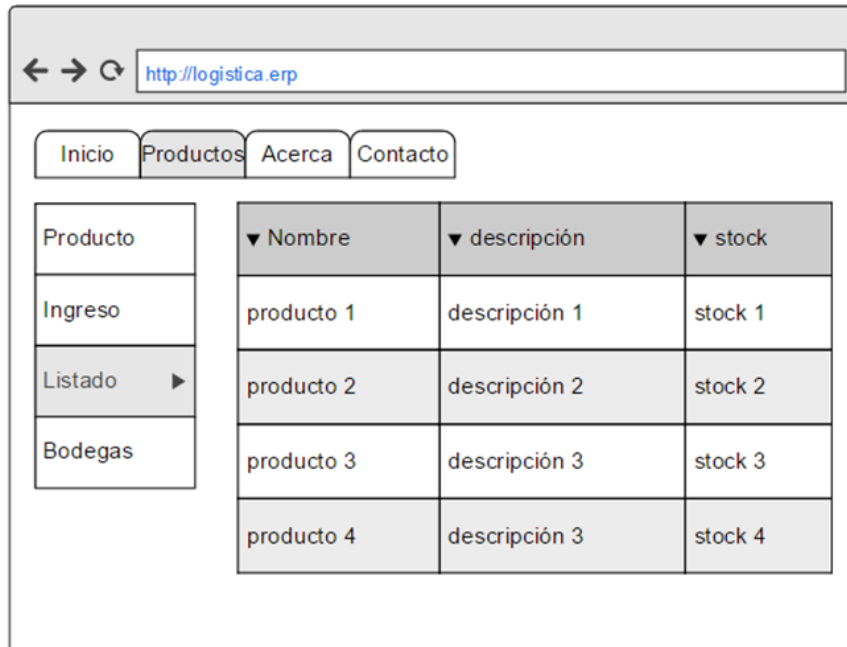 http://logistica.erp
Inicio Productos Acerca Contacto
Producto
Ingreso
Listado
Bodegas
Nombre descripción stock
producto 1 descripción 1 stock 1
producto 2 descripción 2 stock 2
producto 3 descripción 3 stock 3
producto 4 descripción 3 stock 4